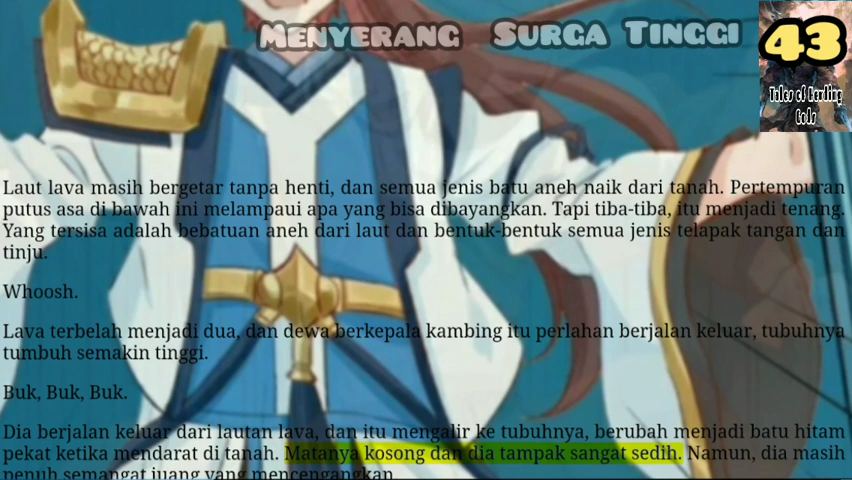 MENYERANG SURGA TINGGI
43
Tales of Herding
Gods
Laut lava masih bergetar tanpa henti, dan semua jenis batu aneh naik dari tanah. Pertempuran
putus asa di bawah ini melampaui apa yang bisa dibayangkan. Tapi tiba-tiba, itu menjadi tenang.
Yang tersisa adalah bebatuan aneh dari laut dan bentuk-bentuk semua jenis telapak tangan dan
tinju.
Whoosh.
Lava terbelah menjadi dua, dan dewa berkepala kambing itu perlahan berjalan keluar, tubuhnya
tumbuh semakin tinggi.
Buk, Buk, Buk.
Dia berjalan keluar dari lautan lava, dan itu mengalir ke tubuhnya, berubah menjadi batu hitam
pekat ketika mendarat di tanah. Matanya kosong dan dia tampak sangat sedih. Namun, dia masih
penuh semangat juang yang mencengangkan.